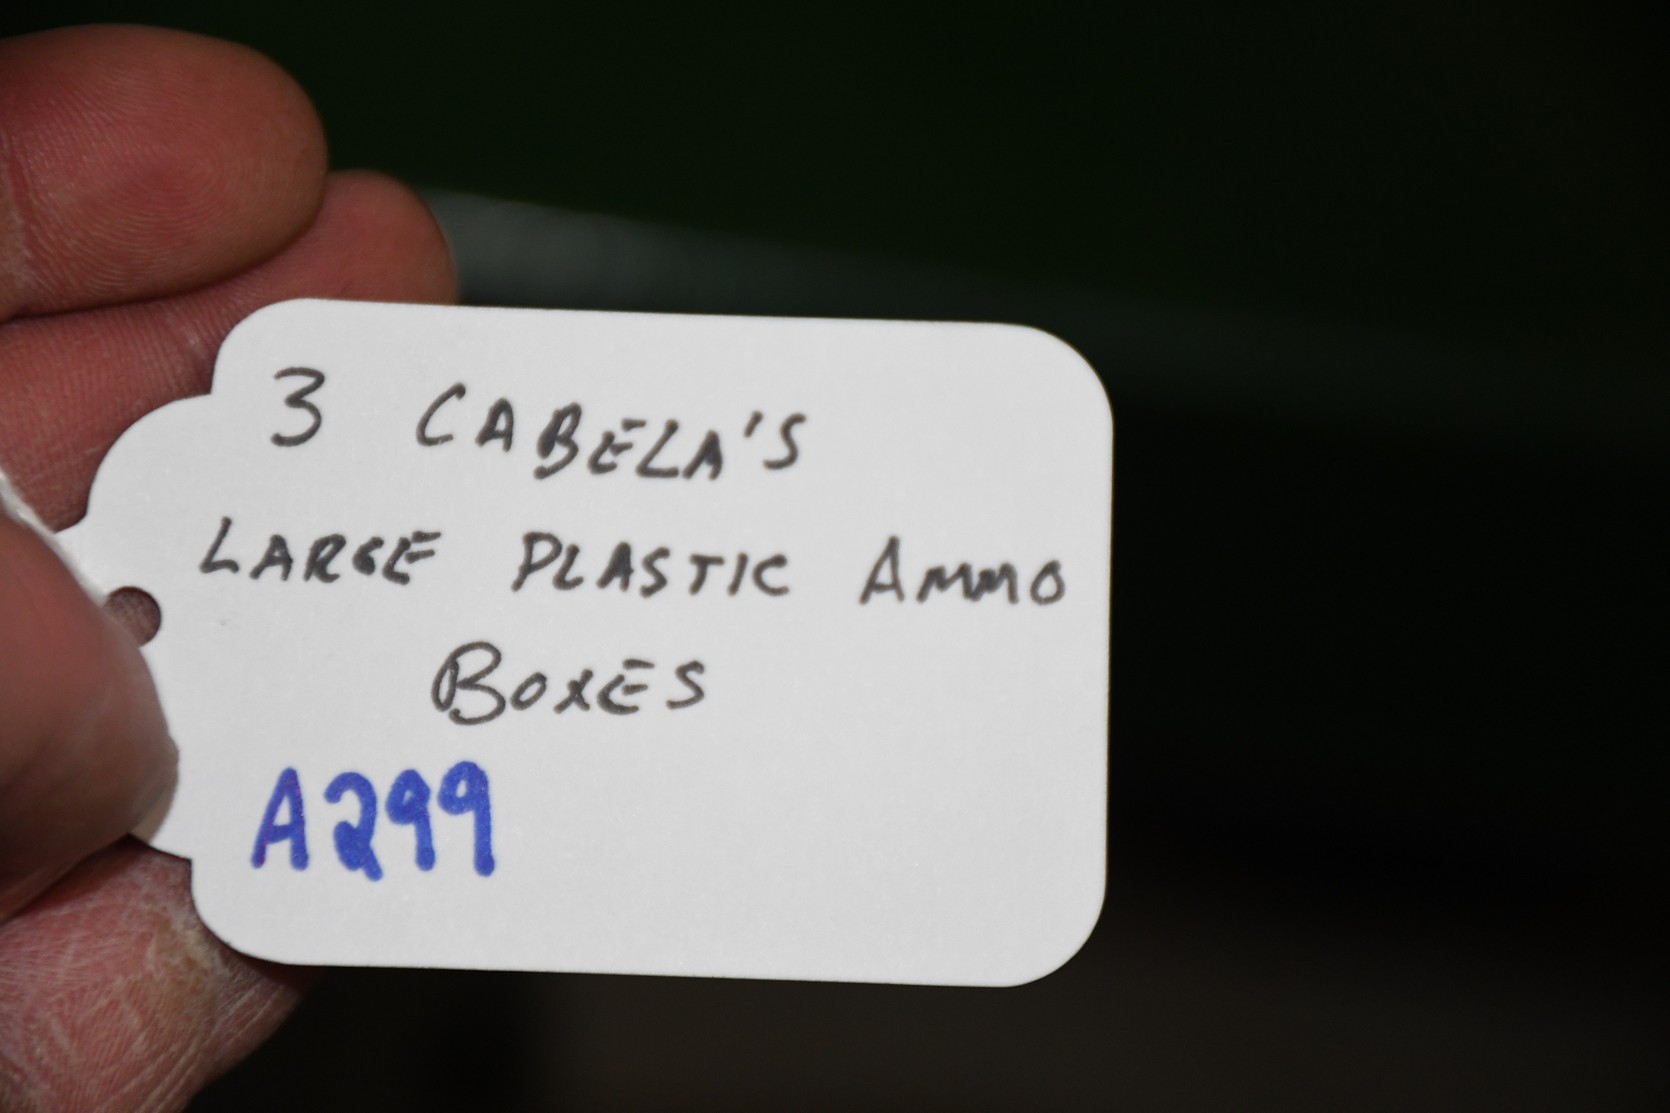 3 CABELA'S
LARGE PLASTIC AMMO
BOXES
A299